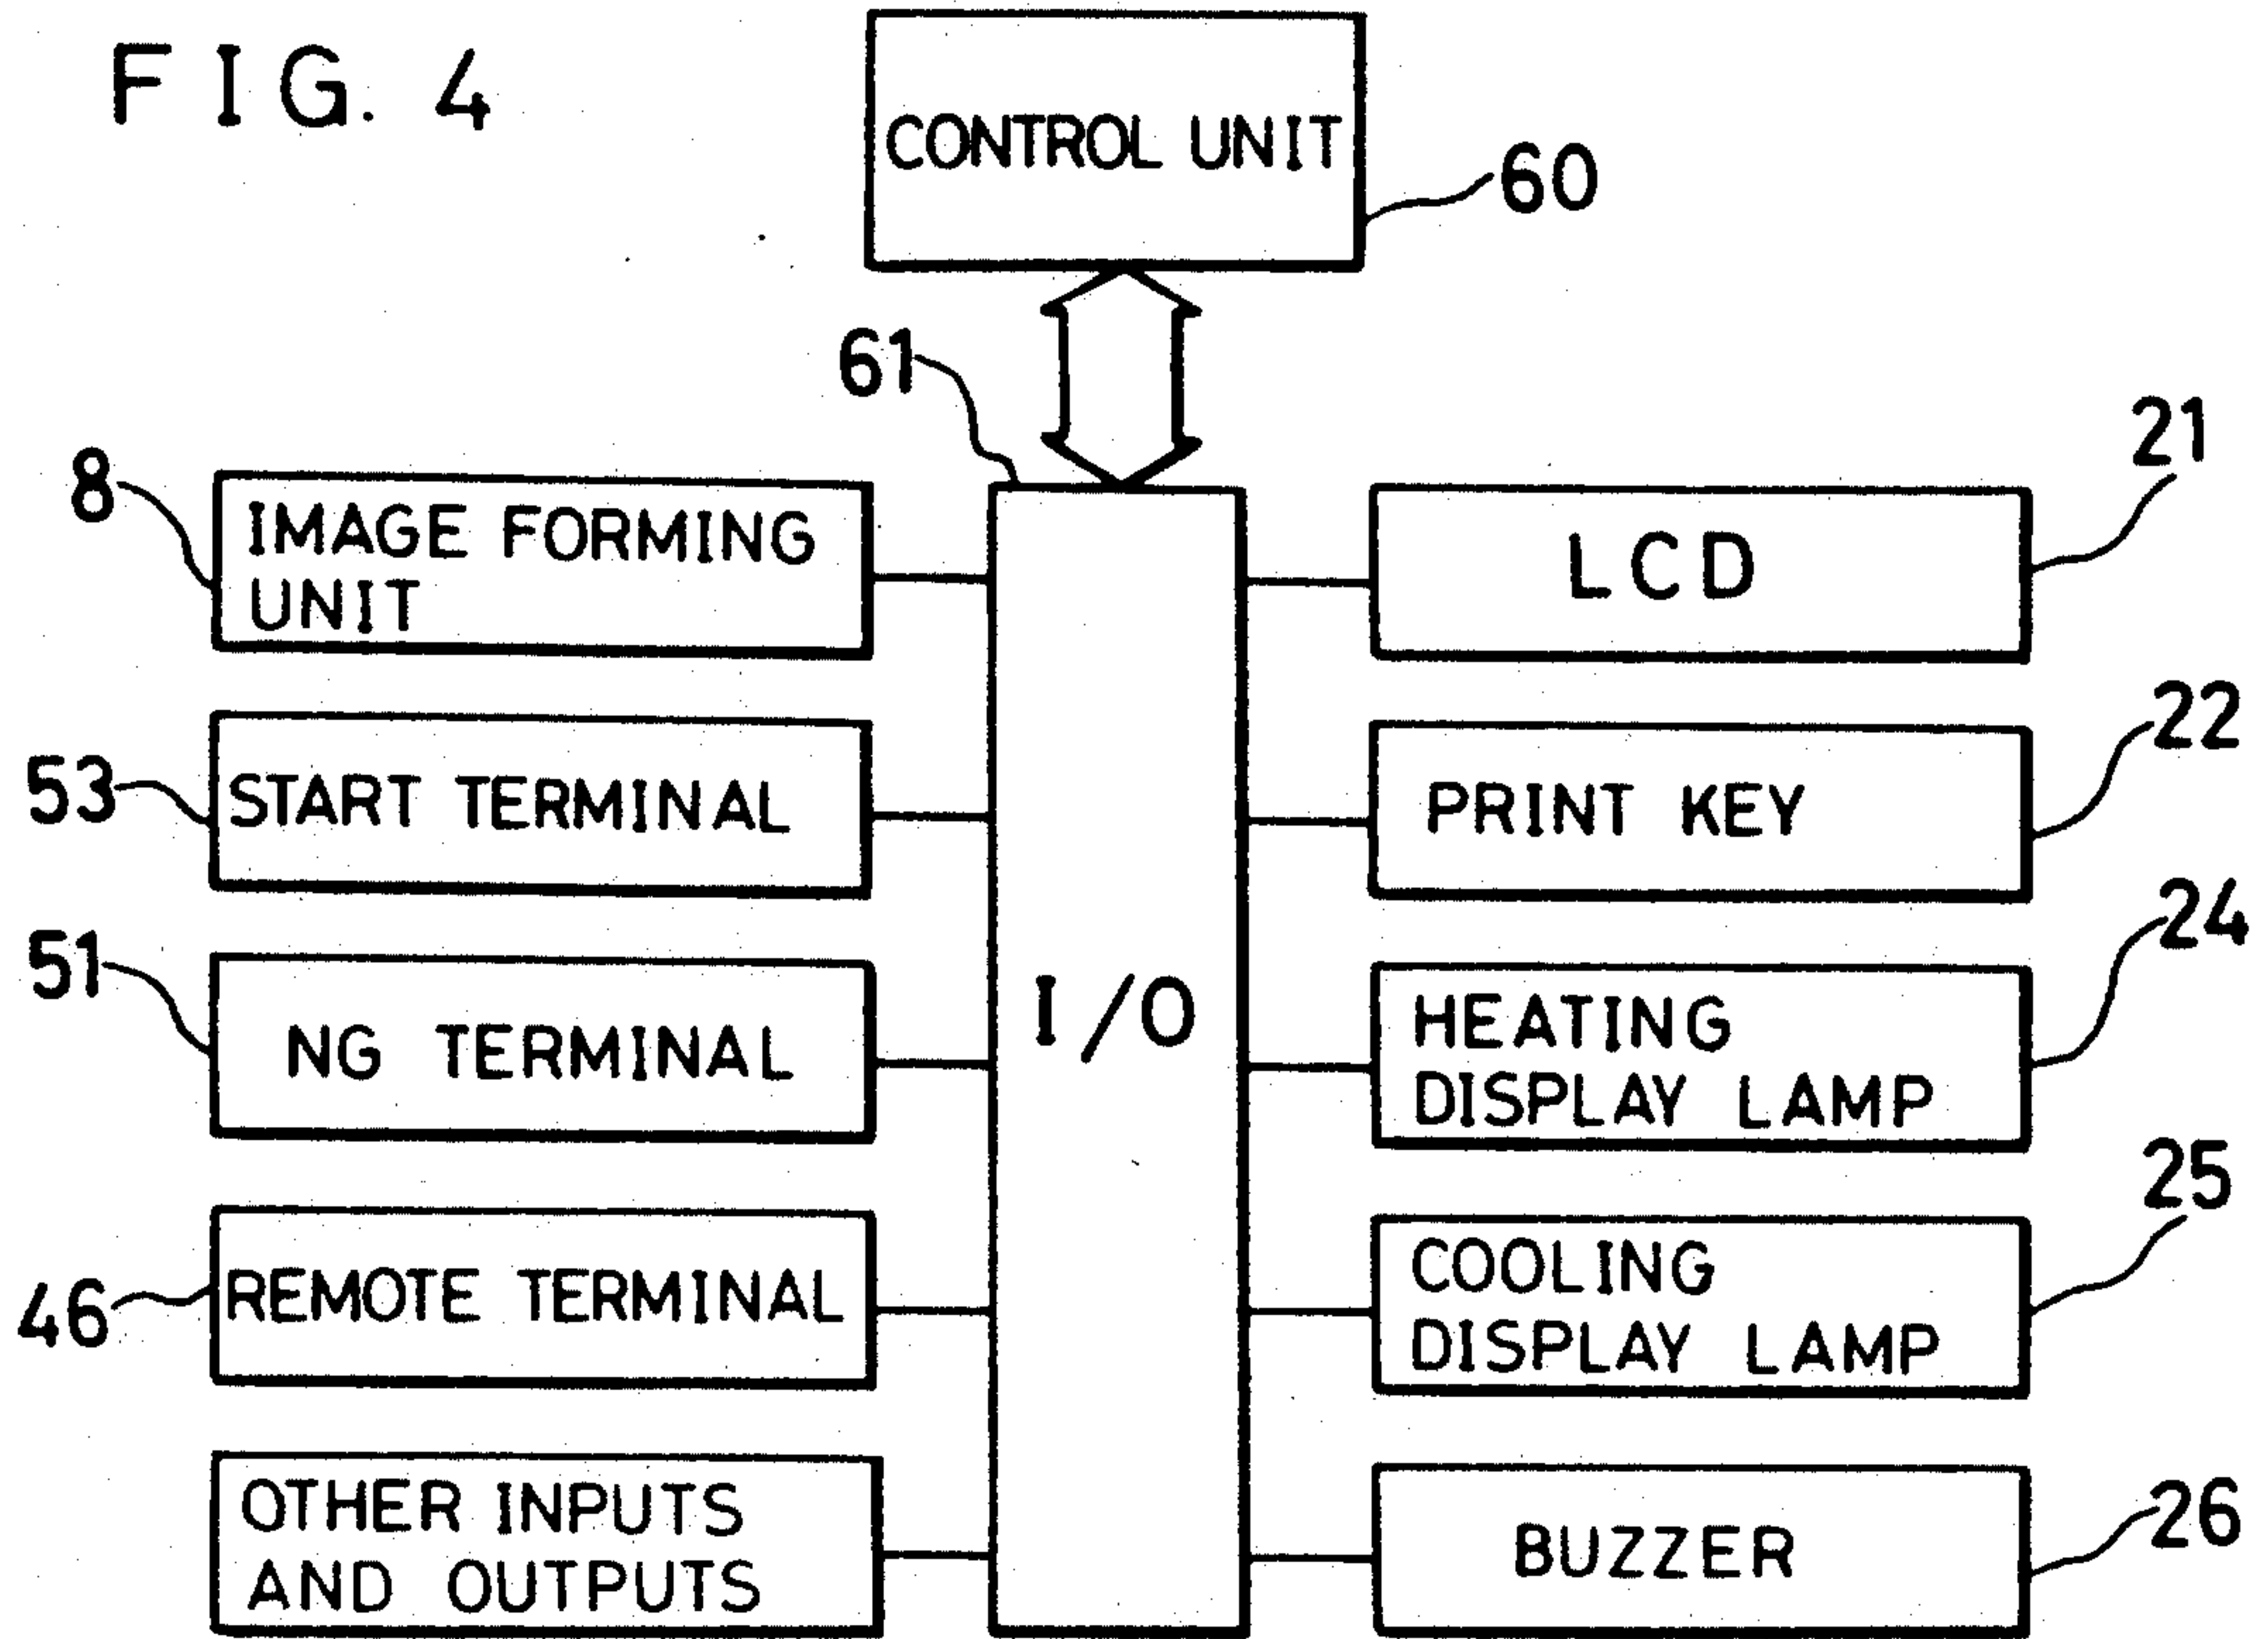 FIG. 4
CONTROL UNIT
60
61
8
IMAGE FORMING
UNIT
53
START TERMINAL
51
NG TERMINAL
46
REMOTE TERMINAL
OTHER INPUTS
AND OUTPUTS
I/O
21
LCD
22
PRINT KEY
24
HEATING
DISPLAY LAMP
25
COOLING
DISPLAY LAMP
26
BUZZER